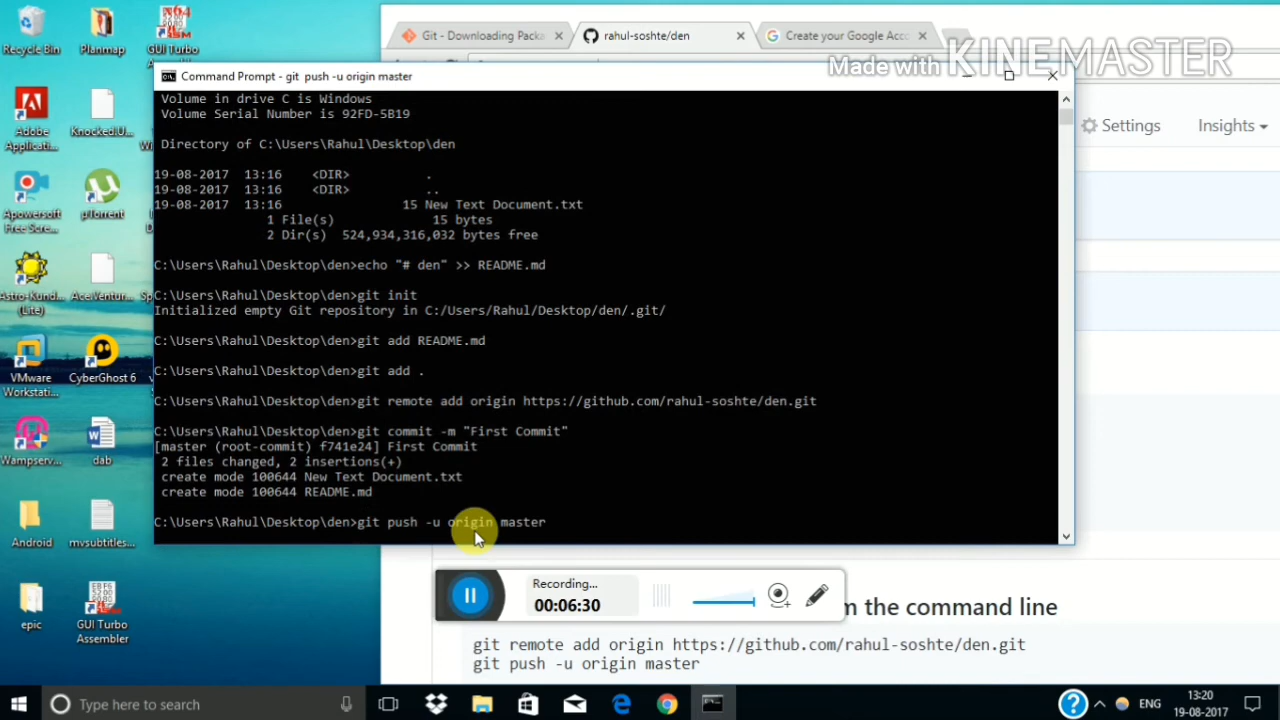 Git - Downloading Packa
rahul-soshte/den
Create your Google Acco
Made with KINEMASTER
Recycle Bin
Planmap
GUI Turbo
Command Prompt - git push -u origin master
Settings
Insights
Volume in drive C is Windows
Volume Serial Number is 92FD-5B19
Directory of C:\Users\Rahul\Desktop\den
19-08-2017 13:16 <DIR> .
19-08-2017 13:16 <DIR> ..
19-08-2017 13:16 15 New Text Document.txt
1 File(s) 15 bytes
2 Dir(s) 524,934,316,032 bytes free
C:\Users\Rahul\Desktop\den>echo "# den" >> README.md
C:\Users\Rahul\Desktop\den>git init
Initialized empty Git repository in C:/Users/Rahul/Desktop/den/.git/
C:\Users\Rahul\Desktop\den>git add README.md
C:\Users\Rahul\Desktop\den>git add .
C:\Users\Rahul\Desktop\den>git remote add origin https://github.com/rahul-soshte/den.git
C:\Users\Rahul\Desktop\den>git commit -m "First Commit"
[master (root-commit) f741e24] First Commit
2 files changed, 2 insertions(+)
create mode 100644 New Text Document.txt
create mode 100644 README.md
C:\Users\Rahul\Desktop\den>git push -u origin master
Adobe
Applicati...
Knocked.U...
Apowersoft
Free Scre...
µTorrent
Astro-Kund...
(Lite)
AceVentur...
VMware
Workstati...
CyberGhost 6
Wampserv...
dab
Android
mvsubtitles...
epic
GUI Turbo
Assembler
Recording...
00:06:30
m the command line
git remote add origin https://github.com/rahul-soshte/den.git
git push -u origin master
Type here to search
ENG
13:20
19-08-2017